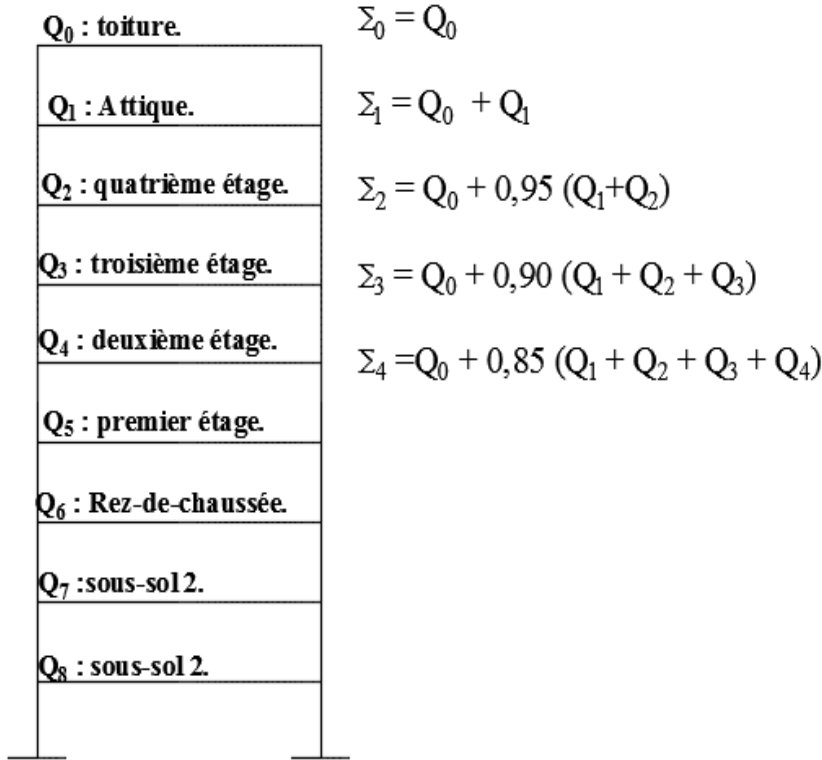 Q₀ : toiture. Σ₀ = Q₀
Q₁ : Attique. Σ₁ = Q₀ + Q₁
Q₂ : quatrième étage. Σ₂ = Q₀ + 0,95 (Q₁+Q₂)
Q₃ : troisième étage. Σ₃ = Q₀ + 0,90 (Q₁ + Q₂ + Q₃)
Q₄ : deuxième étage. Σ₄ =Q₀ + 0,85 (Q₁ + Q₂ + Q₃ + Q₄)
Q₅ : premier étage.
Q₆ : Rez-de-chaussée.
Q₇ :sous-sol 2.
Q₈ : sous-sol 2.